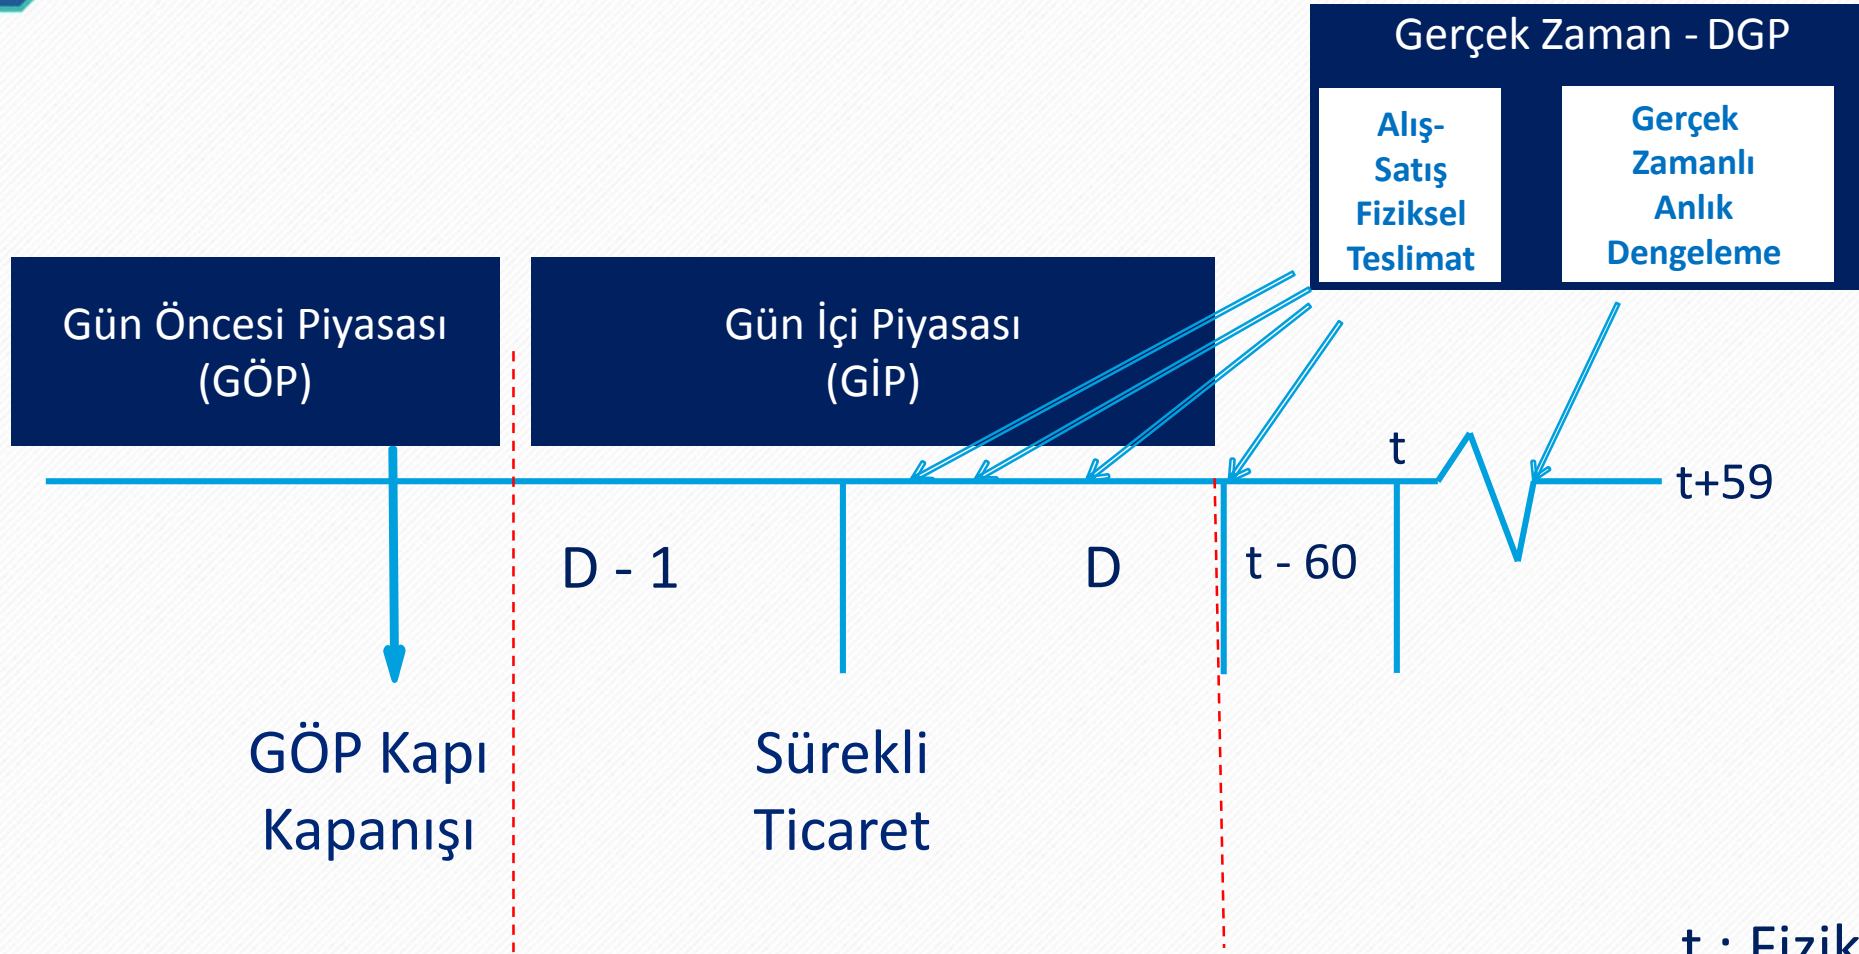 Gerçek Zaman - DGP
Alış-
Satış
Fiziksel
Teslimat
Gerçek
Zamanlı
Anlık
Dengeleme
Gün Öncesi Piyasası
(GÖP)
Gün İçi Piyasası
(GİP)
t
t+59
D - 1
D
t - 60
GÖP Kapı
Kapanışı
Sürekli
Ticaret
t : Fizik